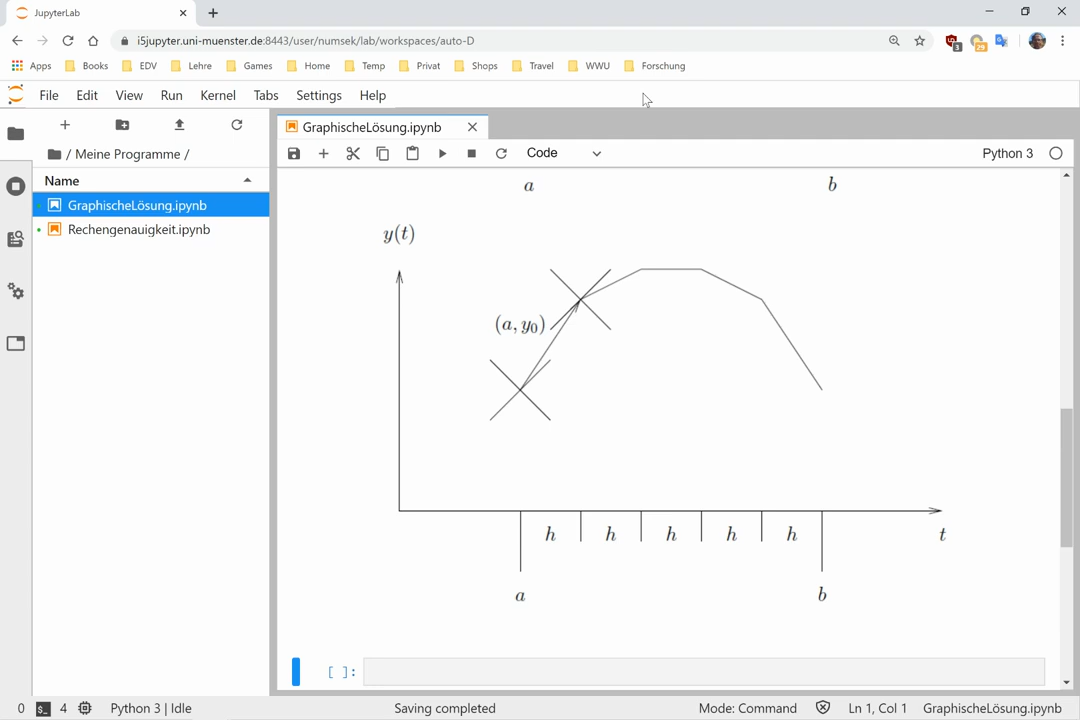 JupyterLab
i5jupyter.uni-muenster.de:8443/user/numsek/lab/workspaces/auto-D
3
29
Apps Books EDV Lehre Games Home Temp Privat Shops Travel WWU Forschung
File Edit View Run Kernel Tabs Settings Help
GraphischeLösung.ipynb
/ Meine Programme /
Code
Python 3
Name
GraphischeLösung.ipynb
Rechengenauigkeit.ipynb
a b
y(t)
(a, y₀)
h h h h h
t
a b
[ ]:
0 $_ 4 Python 3 | Idle Saving completed Mode: Command Ln 1, Col 1 GraphischeLösung.ipynb